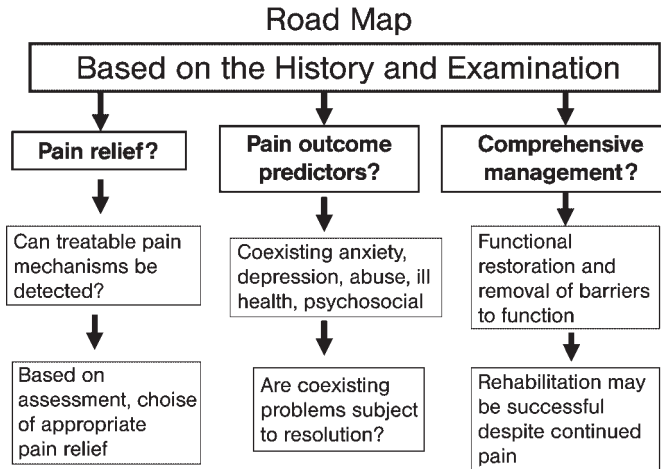 Road Map
Based on the History and Examination
Pain relief?
Can treatable pain
mechanisms be
detected?
Based on
assessment, choise
of appropriate
pain relief
Pain outcome
predictors?
Coexisting anxiety,
depression, abuse, ill
health, psychosocial
Are coexisting
problems subject
to resolution?
Comprehensive
management?
Functional
restoration and
removal of barriers
to function
Rehabilitation may
be successful
despite continued
pain